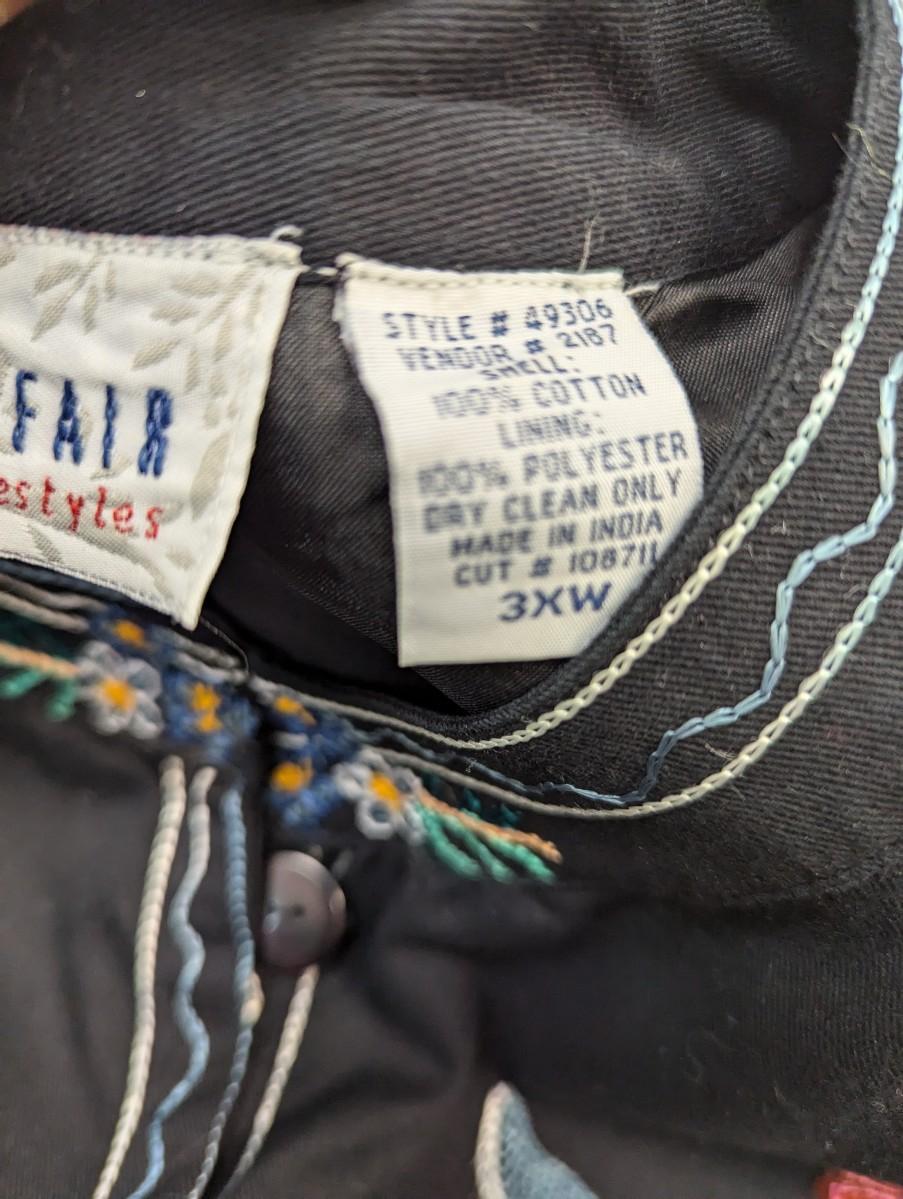 FAIR
estyles
STYLE # 49306
VENDOR # 2187
SHELL:
100% COTTON
LINING:
100% POLYESTER
DRY CLEAN ONLY
MADE IN INDIA
CUT # 108711
3XW